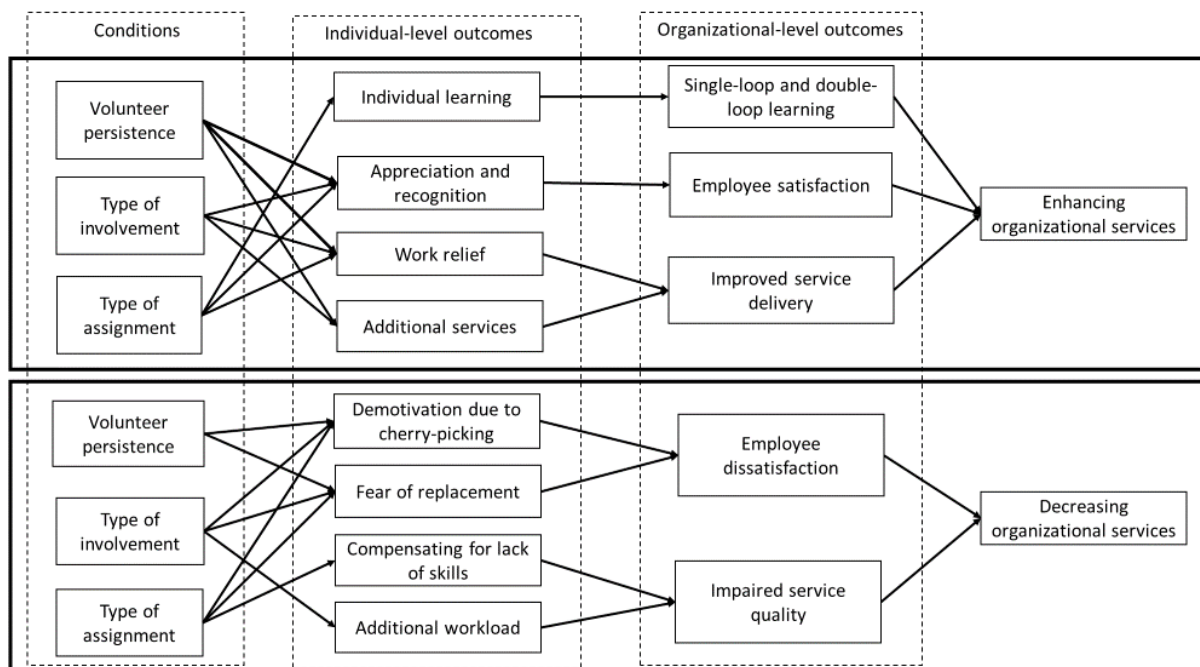 Conditions
Individual-level outcomes
Organizational-level outcomes
Volunteer
persistence
Type of
involvement
Type of
assignment
Individual learning
Appreciation and
recognition
Work relief
Additional services
Single-loop and double-
loop learning
Employee satisfaction
Improved service
delivery
Enhancing
organizational services
Volunteer
persistence
Type of
involvement
Type of
assignment
Demotivation due to
cherry-picking
Fear of replacement
Compensating for lack
of skills
Additional workload
Employee
dissatisfaction
Impaired service
quality
Decreasing
organizational services